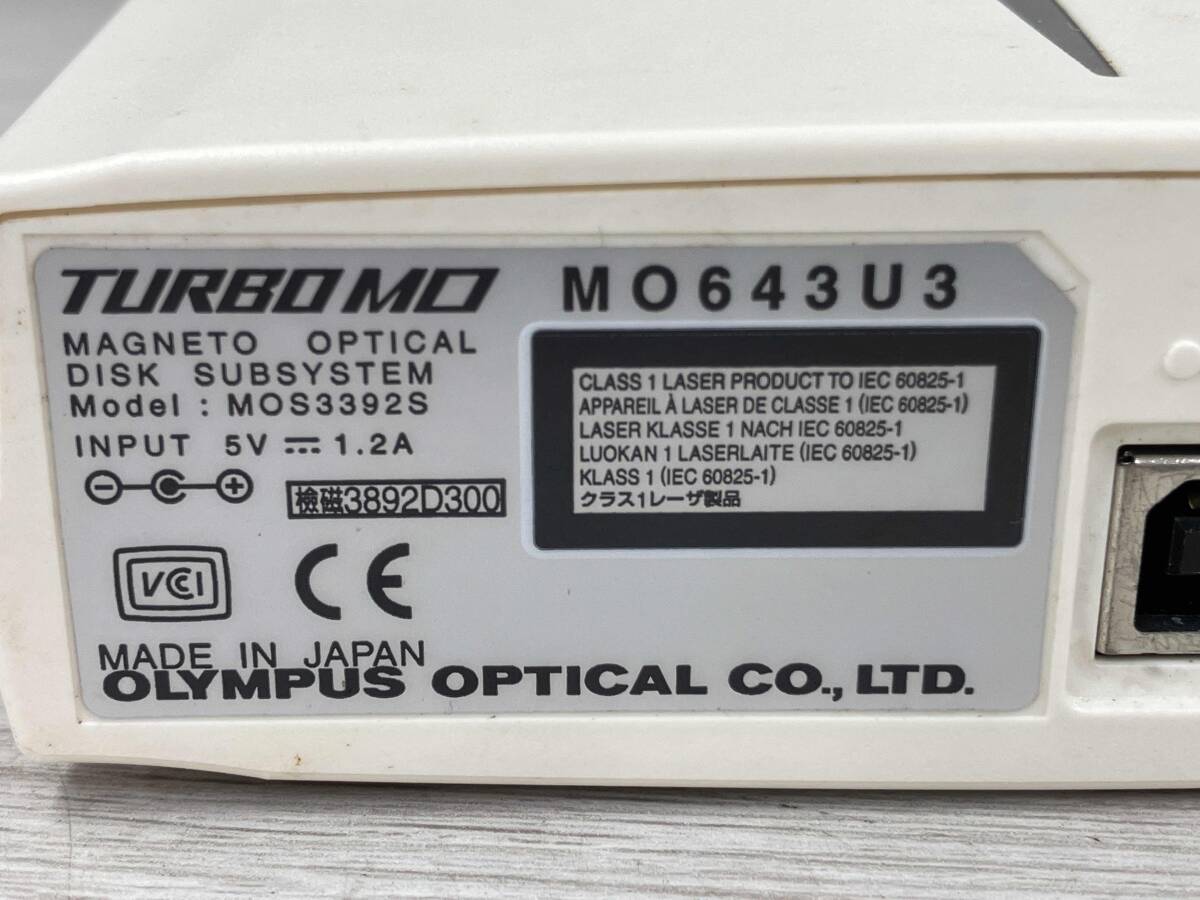 TURBO MO MO643U3
MAGNETO OPTICAL
DISK SUBSYSTEM
Model : MOS3392S
INPUT 5V ⎓ 1.2A
檢磁3892D300
CLASS 1 LASER PRODUCT TO IEC 60825-1
APPAREIL À LASER DE CLASSE 1 (IEC 60825-1)
LASER KLASSE 1 NACH IEC 60825-1
LUOKAN 1 LASERLAITE (IEC 60825-1)
KLASS 1 (IEC 60825-1)
クラス1レーザ製品
VCCI CE
MADE IN JAPAN
OLYMPUS OPTICAL CO., LTD.